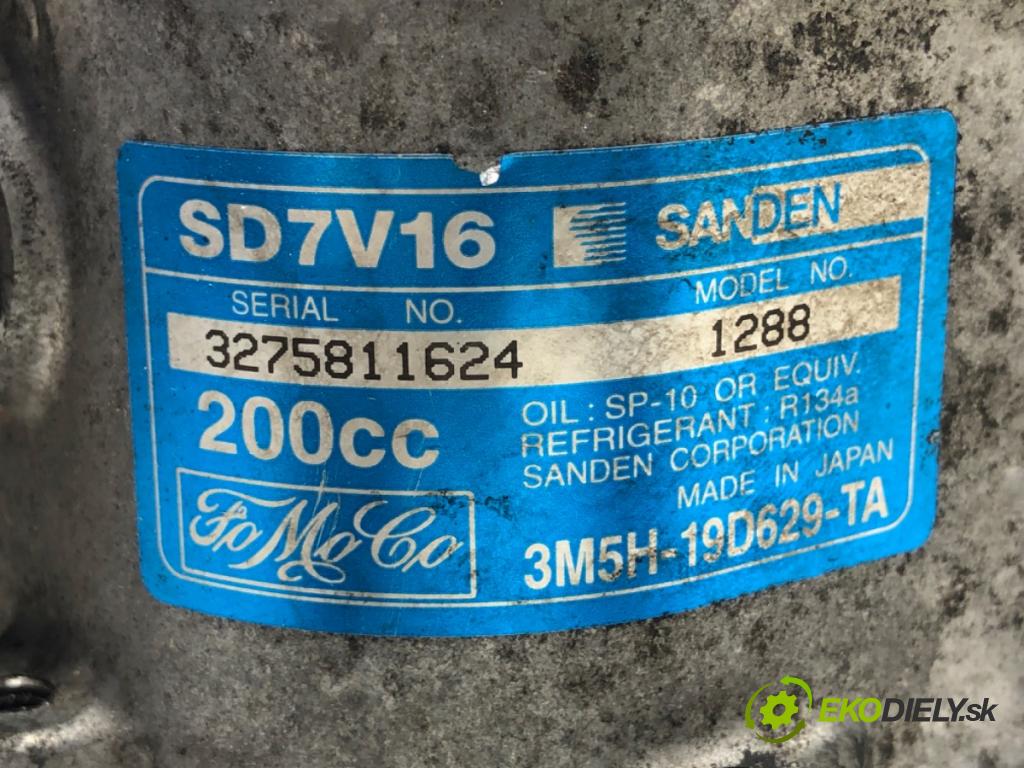 SD7V16 SANDEN
SERIAL NO. MODEL NO.
3275811624 1288
200cc
OIL : SP-10 OR EQUIV.
REFRIGERANT : R134a
SANDEN CORPORATION
MADE IN JAPAN
FoMoCo
3M5H-19D629-TA
EKODIELY.sk